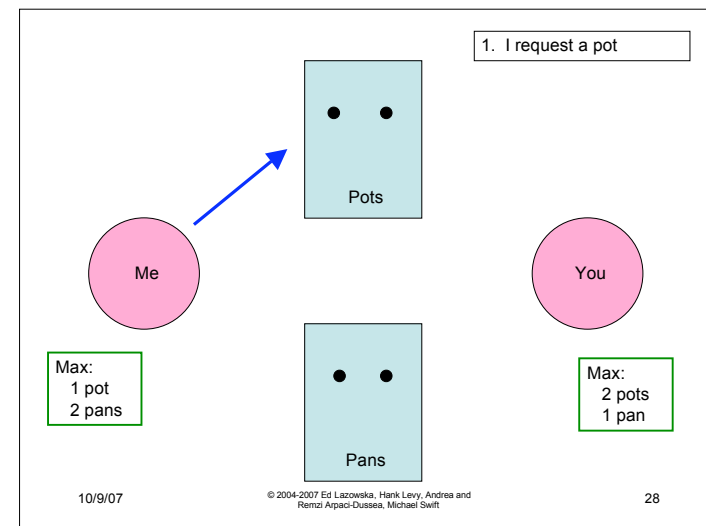 1. I request a pot
Pots
Me
You
Max:
1 pot
2 pans
Max:
2 pots
1 pan
Pans
10/9/07
© 2004-2007 Ed Lazowska, Hank Levy, Andrea and
Remzi Arpaci-Dussea, Michael Swift
28